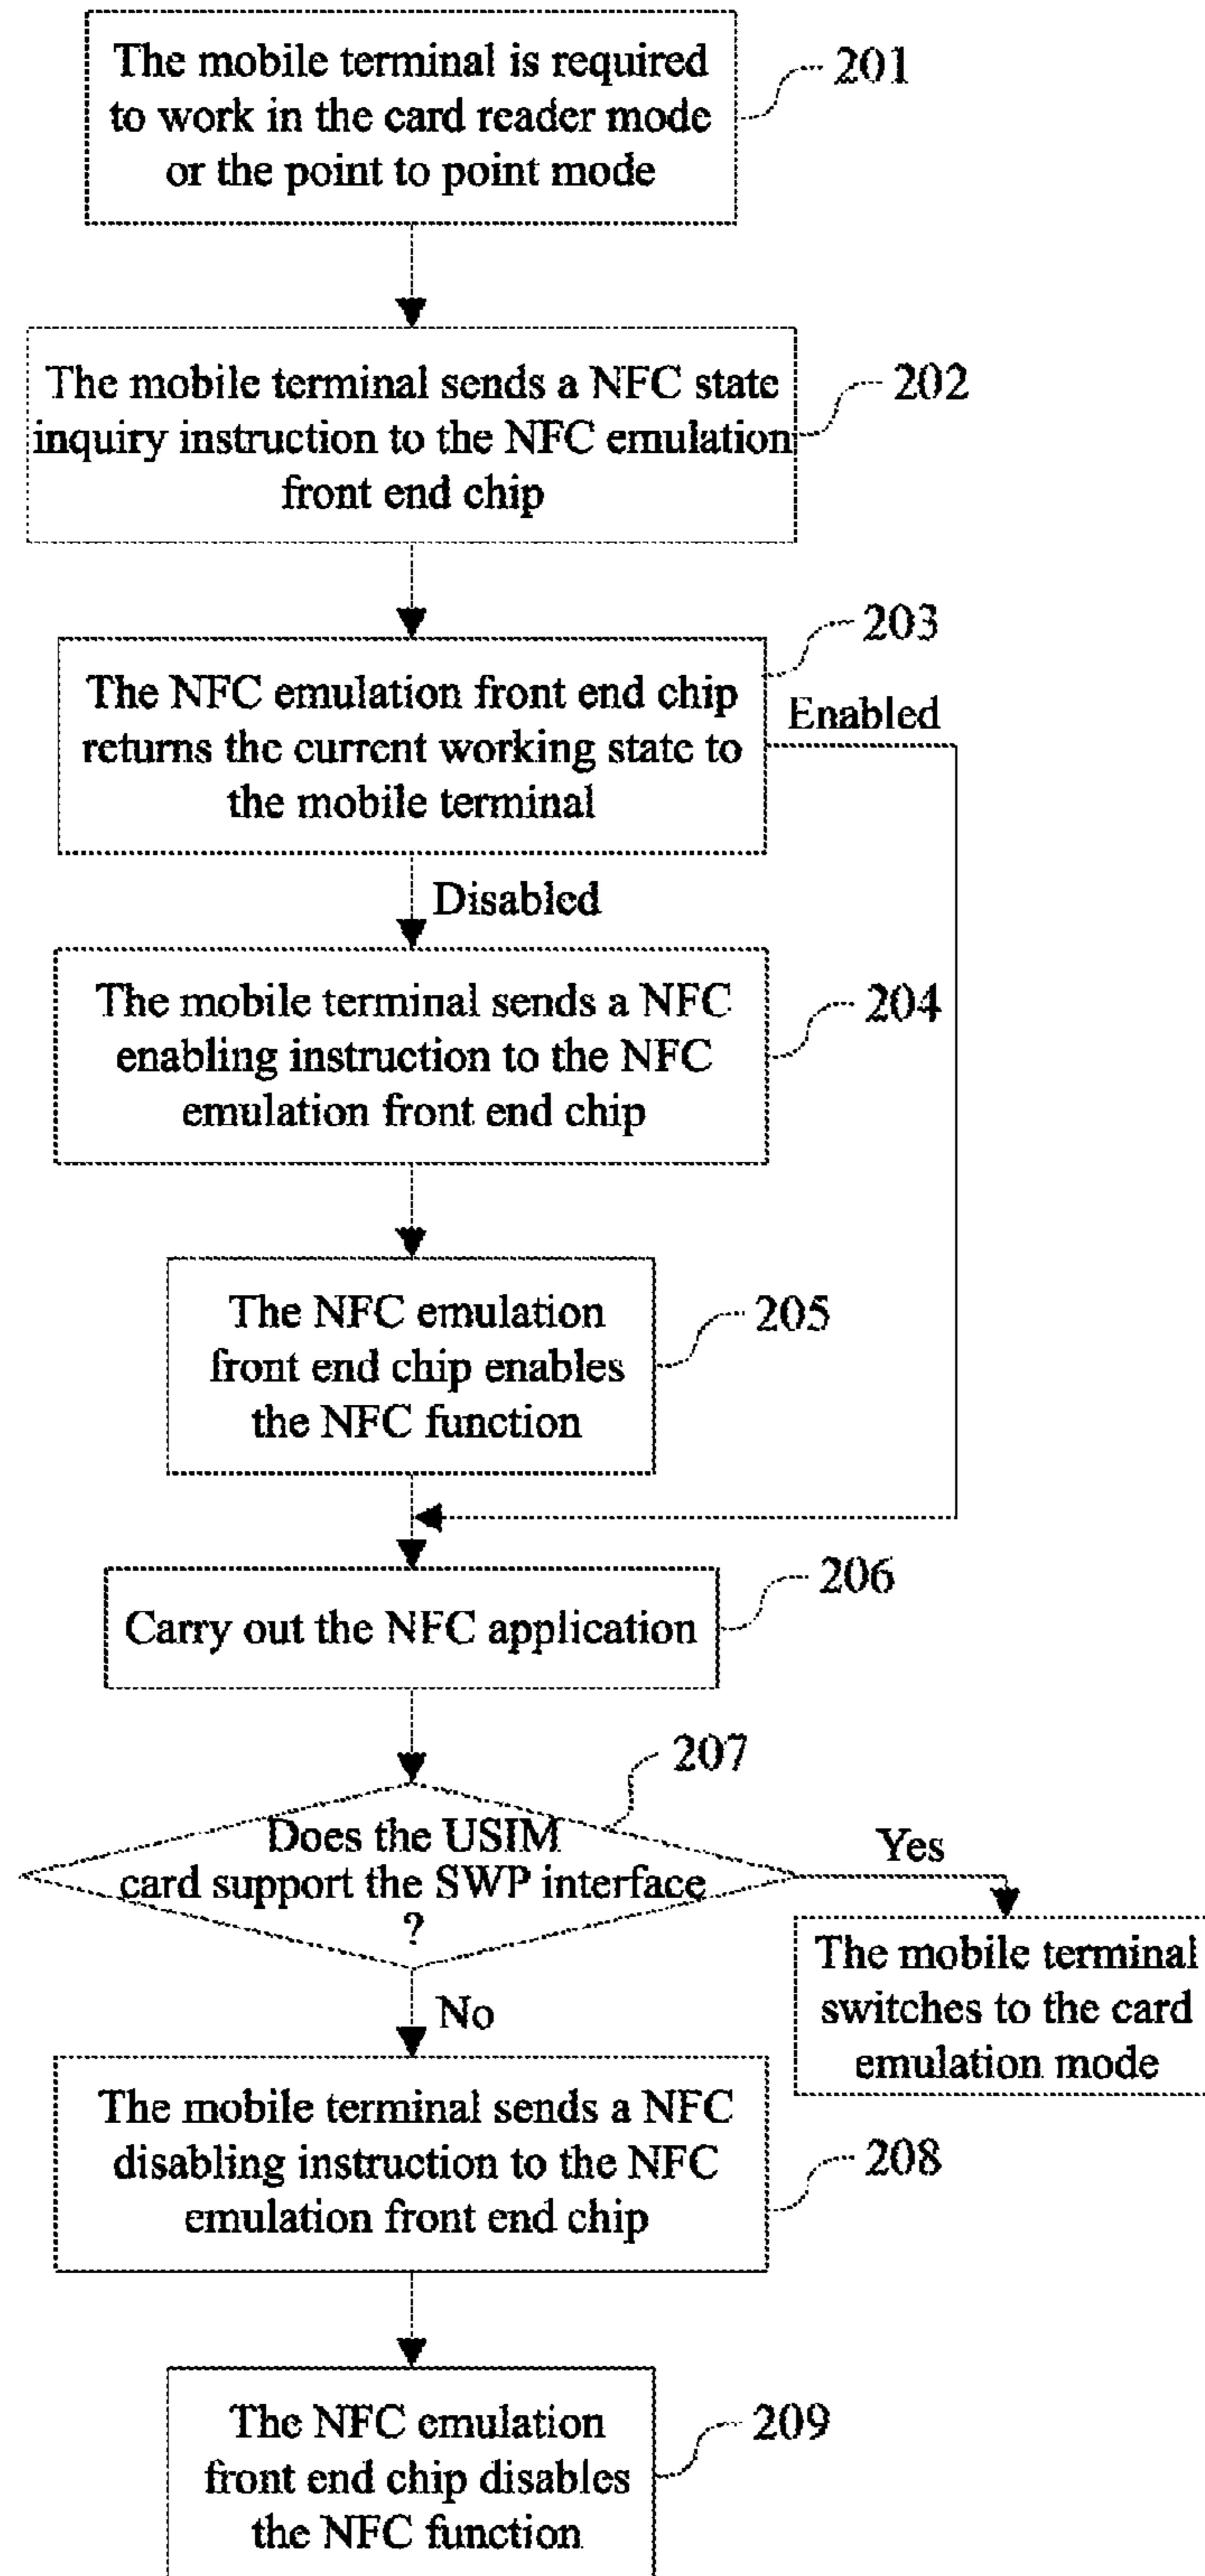 The mobile terminal is required
to work in the card reader mode
or the point to point mode
201
The mobile terminal sends a NFC state
inquiry instruction to the NFC emulation
front end chip
202
203
The NFC emulation front end chip
returns the current working state to
the mobile terminal
Enabled
Disabled
The mobile terminal sends a NFC
enabling instruction to the NFC
emulation front end chip
204
The NFC emulation
front end chip enables
the NFC function
205
206
Carry out the NFC application
207
Does the USIM
card support the SWP interface
?
Yes
The mobile terminal
switches to the card
emulation mode
No
The mobile terminal sends a NFC
disabling instruction to the NFC
emulation front end chip
208
The NFC emulation
front end chip disables
the NFC function
209